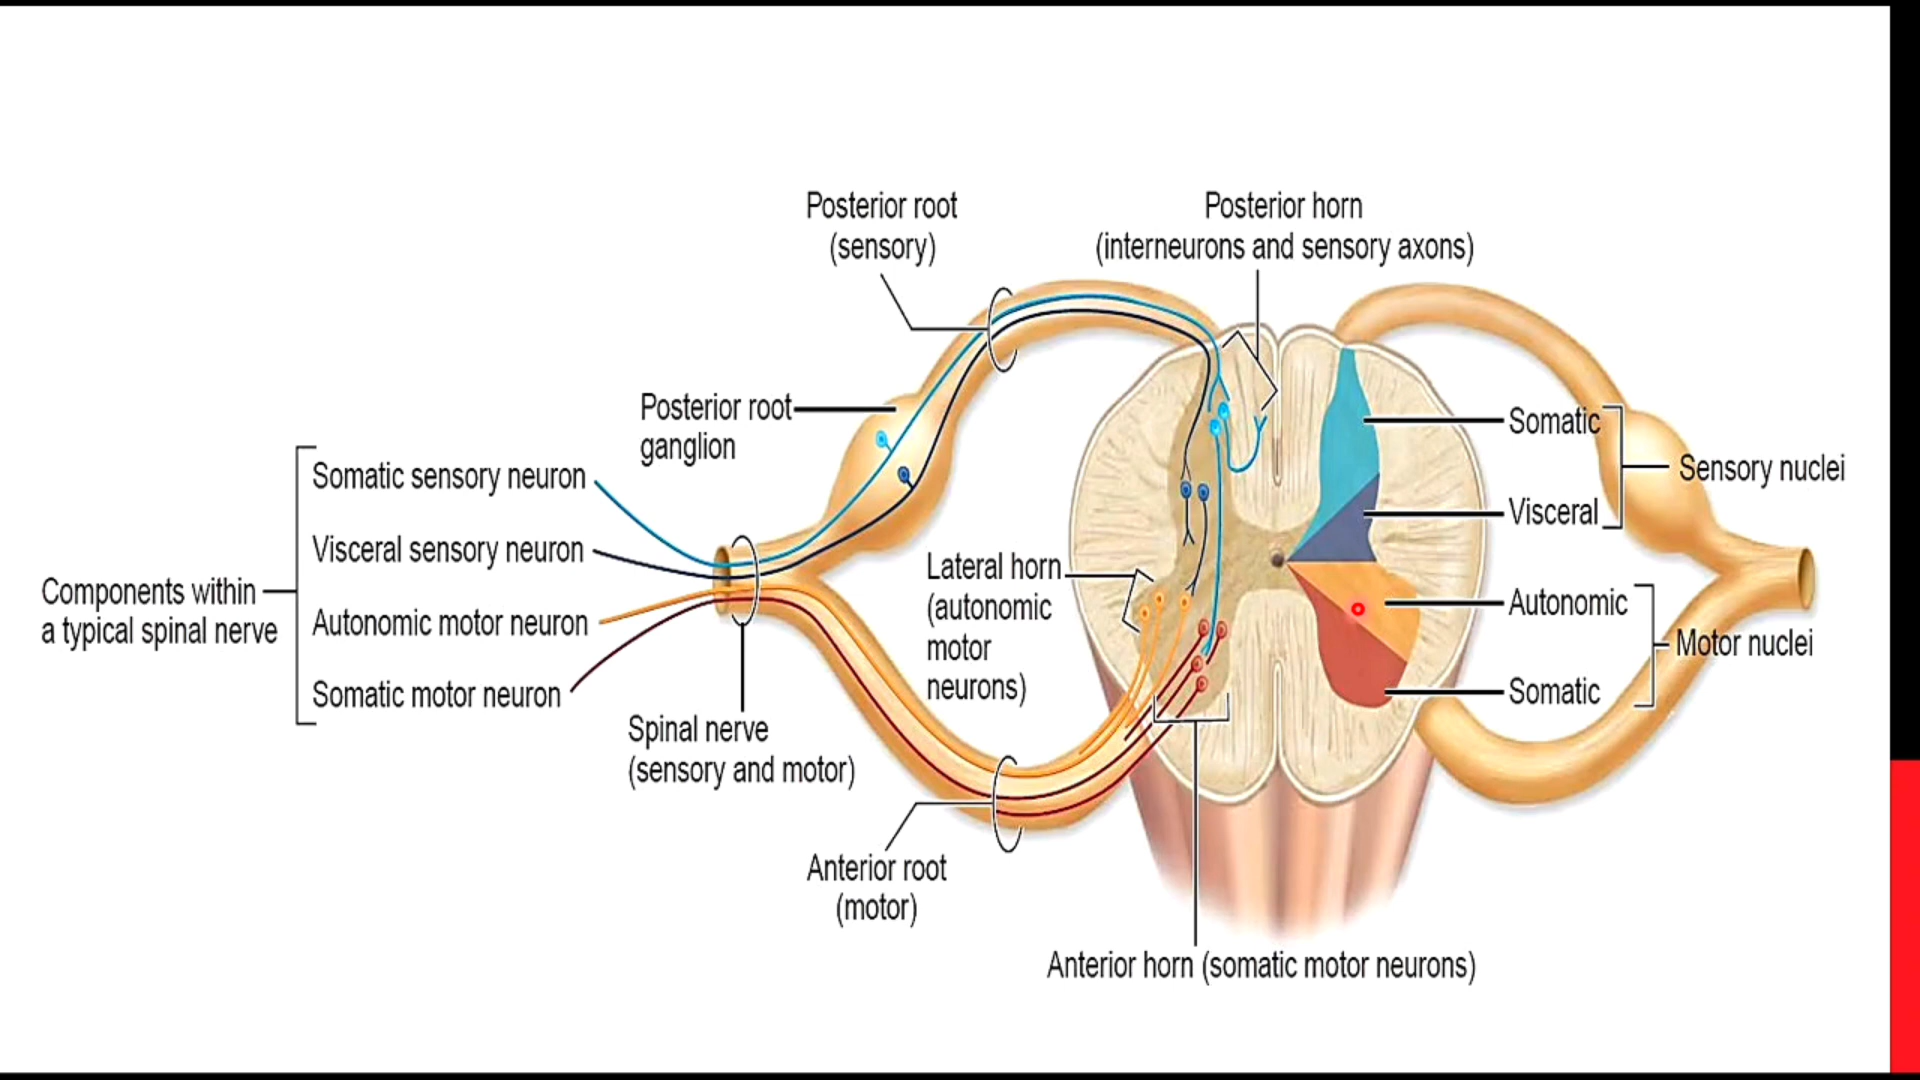 Posterior root
(sensory)
Posterior horn
(interneurons and sensory axons)
Posterior root
ganglion
Somatic
Sensory nuclei
Visceral
Somatic sensory neuron
Visceral sensory neuron
Components within
a typical spinal nerve
Autonomic motor neuron
Somatic motor neuron
Lateral horn
(autonomic
motor
neurons)
Autonomic
Motor nuclei
Somatic
Spinal nerve
(sensory and motor)
Anterior root
(motor)
Anterior horn (somatic motor neurons)